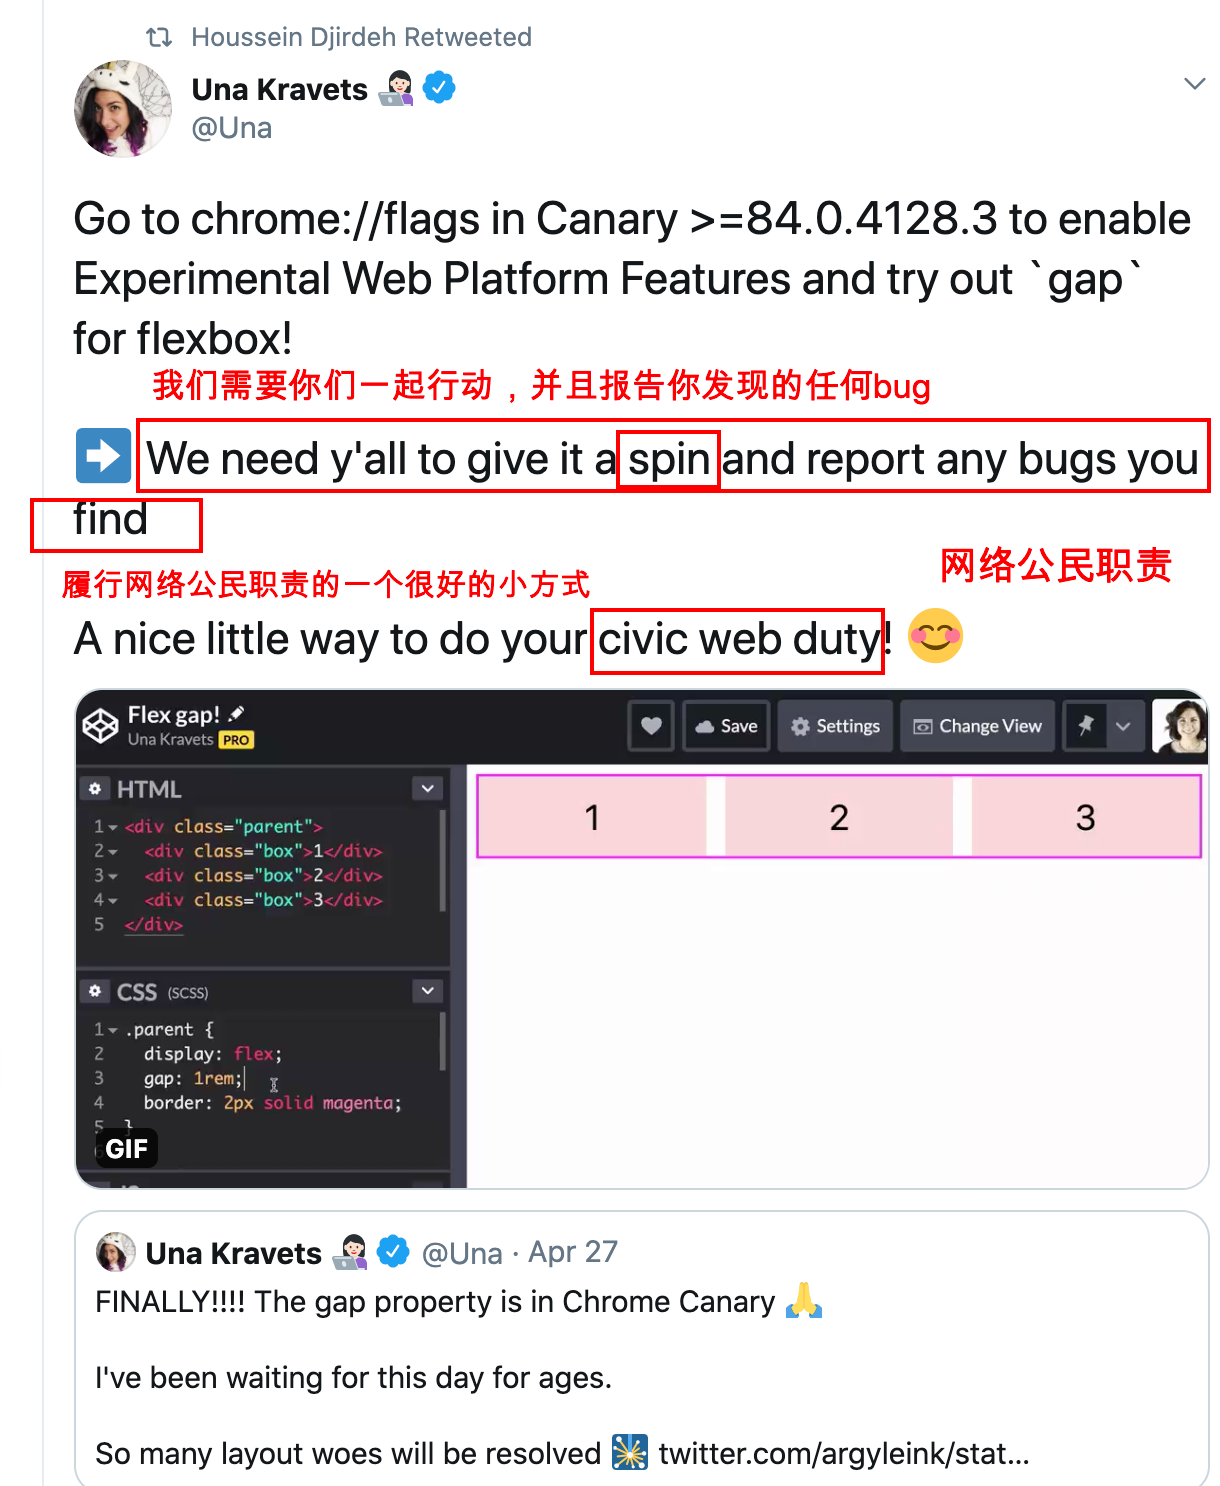 Houssein Djirdeh Retweeted
Una Kravets
@Una
Go to chrome://flags in Canary >=84.0.4128.3 to enable
Experimental Web Platform Features and try out `gap`
for flexbox!
我们需要你们一起行动，并且报告你发现的任何bug
We need y'all to give it a spin and report any bugs you
find
履行网络公民职责的一个很好的小方式
网络公民职责
A nice little way to do your civic web duty! 😊
Flex gap!
Una Kravets PRO
Save
Settings
Change View
HTML
1 <div class="parent">
2 <div class="box">1</div>
3 <div class="box">2</div>
4 <div class="box">3</div>
5 </div>
1
2
3
CSS (SCSS)
1 .parent {
2 display: flex;
3 gap: 1rem;
4 border: 2px solid magenta;
5 }
GIF
Una Kravets @Una · Apr 27
FINALLY!!!! The gap property is in Chrome Canary 🙏
I've been waiting for this day for ages.
So many layout woes will be resolved 🎇 twitter.com/argyleink/stat...